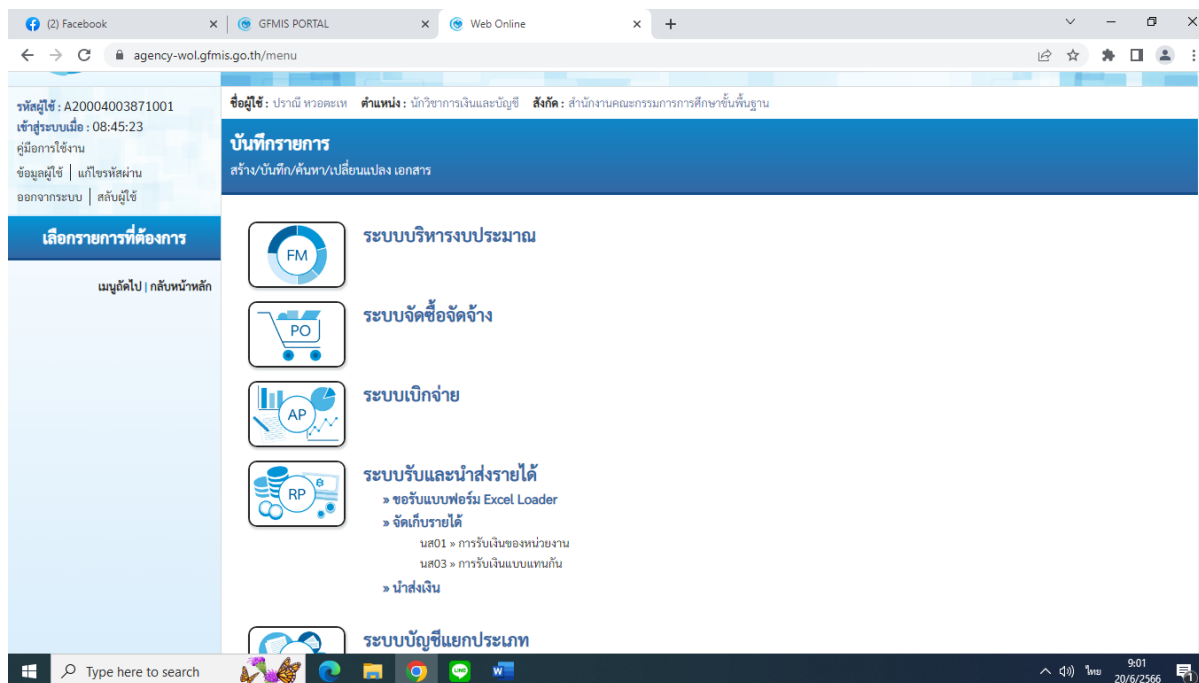 (2) Facebook
GFMIS PORTAL
Web Online
agency-wol.gfmis.go.th/menu
รหัสผู้ใช้ : A20004003871001
เข้าสู่ระบบเมื่อ : 08:45:23
คู่มือการใช้งาน
ข้อมูลผู้ใช้ | แก้ไขรหัสผ่าน
ออกจากระบบ | สลับผู้ใช้
เลือกรายการที่ต้องการ
เมนูถัดไป | กลับหน้าหลัก
ชื่อผู้ใช้ : ปราณี หวอตะเห ตำแหน่ง : นักวิชาการเงินและบัญชี สังกัด : สำนักงานคณะกรรมการการศึกษาขั้นพื้นฐาน
บันทึกรายการ
สร้าง/บันทึก/ค้นหา/เปลี่ยนแปลง เอกสาร
FM
ระบบบริหารงบประมาณ
PO
ระบบจัดซื้อจัดจ้าง
AP
ระบบเบิกจ่าย
RP
ระบบรับและนำส่งรายได้
» ขอรับแบบฟอร์ม Excel Loader
» จัดเก็บรายได้
นส01 » การรับเงินของหน่วยงาน
นส03 » การรับเงินแบบแทนกัน
» นำส่งเงิน
ระบบบัญชีแยกประเภท
Type here to search
ไทย
9:01
20/6/2566